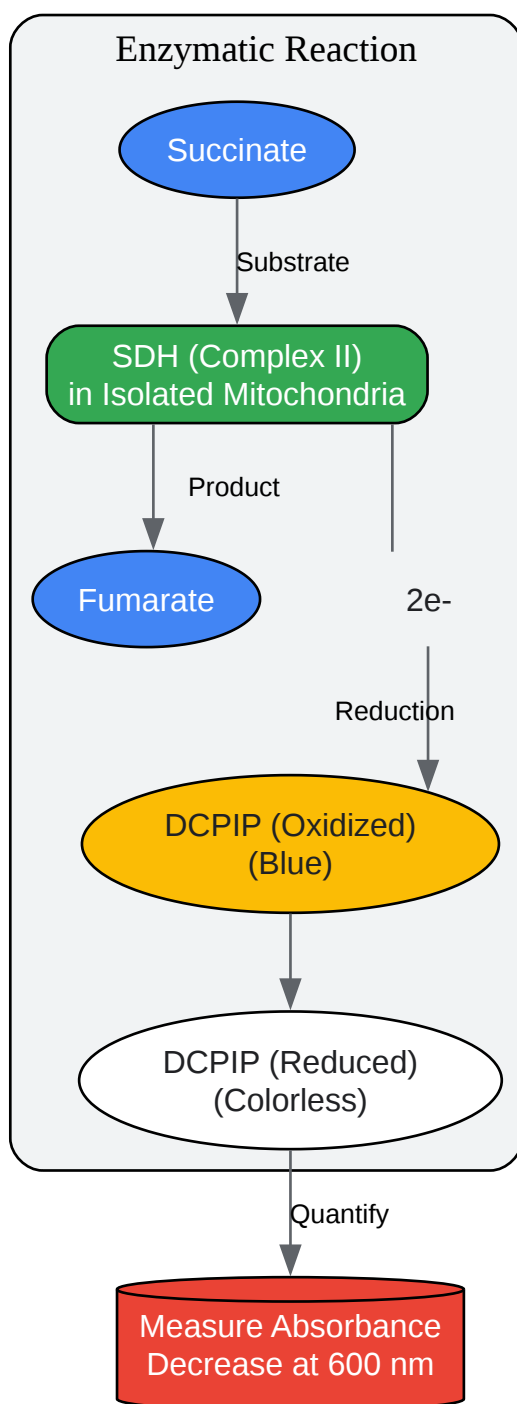 Enzymatic Reaction
Succinate
Substrate
SDH (Complex II)
in Isolated Mitochondria
Product
Fumarate
2e-
Reduction
DCPIP (Oxidized)
(Blue)
DCPIP (Reduced)
(Colorless)
Quantify
Measure Absorbance
Decrease at 600 nm